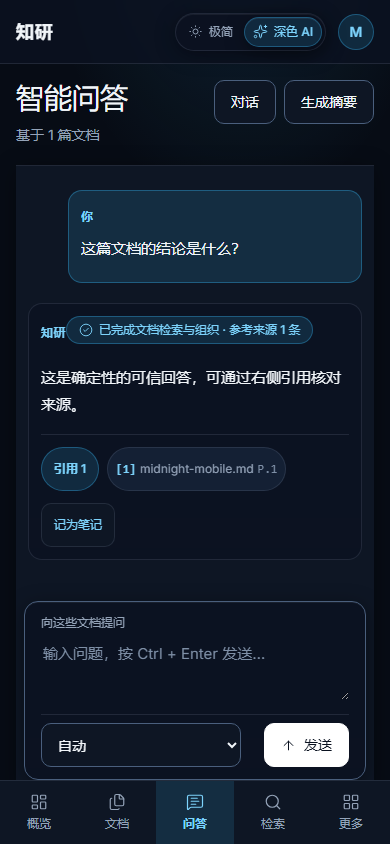 知研
极简
深色 AI
M
智能问答
对话
生成摘要
基于 1 篇文档
你
这篇文档的结论是什么?
知研
已完成文档检索与组织 · 参考来源 1 条
这是确定性的可信回答，可通过右侧引用核对
来源。
引用 1
[1] midnight-mobile.md P.1
记为笔记
向这些文档提问
输入问题，按 Ctrl + Enter 发送...
自动
发送
概览
文档
问答
检索
更多